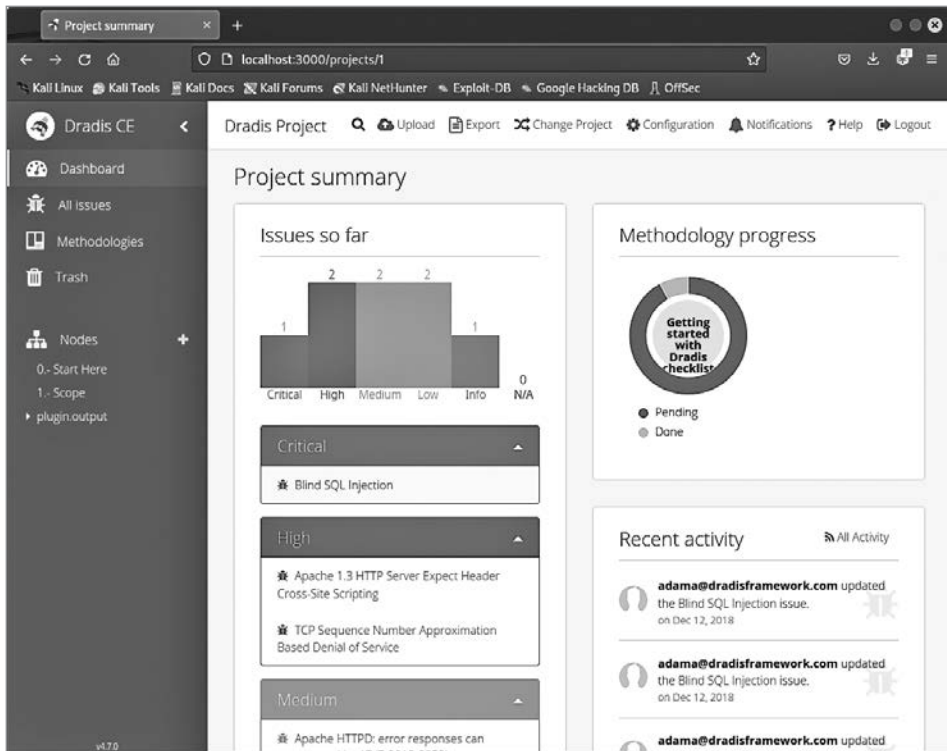 Project summary
localhost:3000/projects/1
Kali Linux Kali Tools Kali Docs Kali Forums Kali NetHunter Exploit-DB Google Hacking DB OffSec
Dradis CE
Dashboard
All issues
Methodologies
Trash
Nodes
0.- Start Here
1.- Scope
plugin.output
v4.7.0
Dradis Project Upload Export Change Project Configuration Notifications ? Help Logout
Project summary
Issues so far
1 2 2 2 1 0
Critical High Medium Low Info N/A
Critical
Blind SQL Injection
High
Apache 1.3 HTTP Server Expect Header
Cross-Site Scripting
TCP Sequence Number Approximation
Based Denial of Service
Medium
Apache HTTPD: error responses can
Methodology progress
Getting
started
with
Dradis
checklist
Pending
Done
Recent activity
All Activity
adama@dradisframework.com updated
the Blind SQL Injection issue.
on Dec 12, 2018
adama@dradisframework.com updated
the Blind SQL Injection issue.
on Dec 12, 2018
adama@dradisframework.com updated